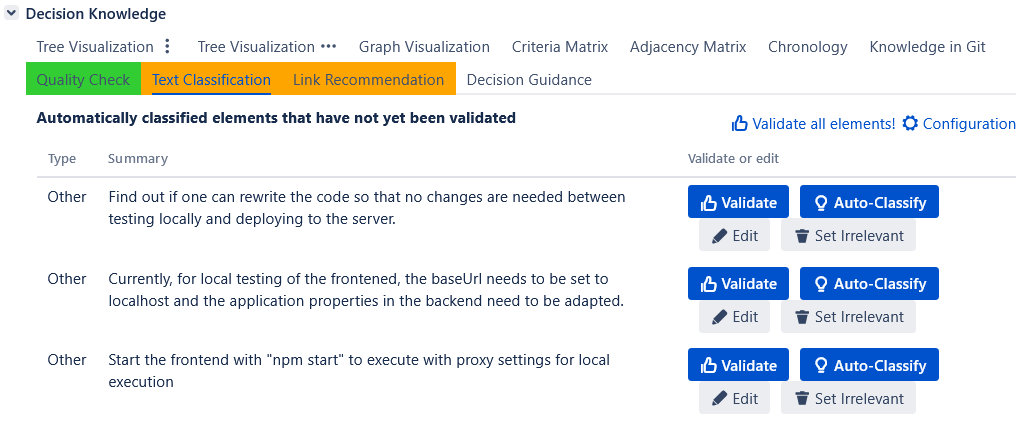 Decision Knowledge
Tree Visualization Tree Visualization Graph Visualization Criteria Matrix Adjacency Matrix Chronology Knowledge in Git
Quality Check Text Classification Link Recommendation Decision Guidance
Automatically classified elements that have not yet been validated
Validate all elements! Configuration
Type Summary Validate or edit
Other Find out if one can rewrite the code so that no changes are needed between
testing locally and deploying to the server.
Validate Auto-Classify
Edit Set Irrelevant
Other Currently, for local testing of the frontened, the baseUrl needs to be set to
localhost and the application properties in the backend need to be adapted.
Validate Auto-Classify
Edit Set Irrelevant
Other Start the frontend with "npm start" to execute with proxy settings for local
execution
Validate Auto-Classify
Edit Set Irrelevant